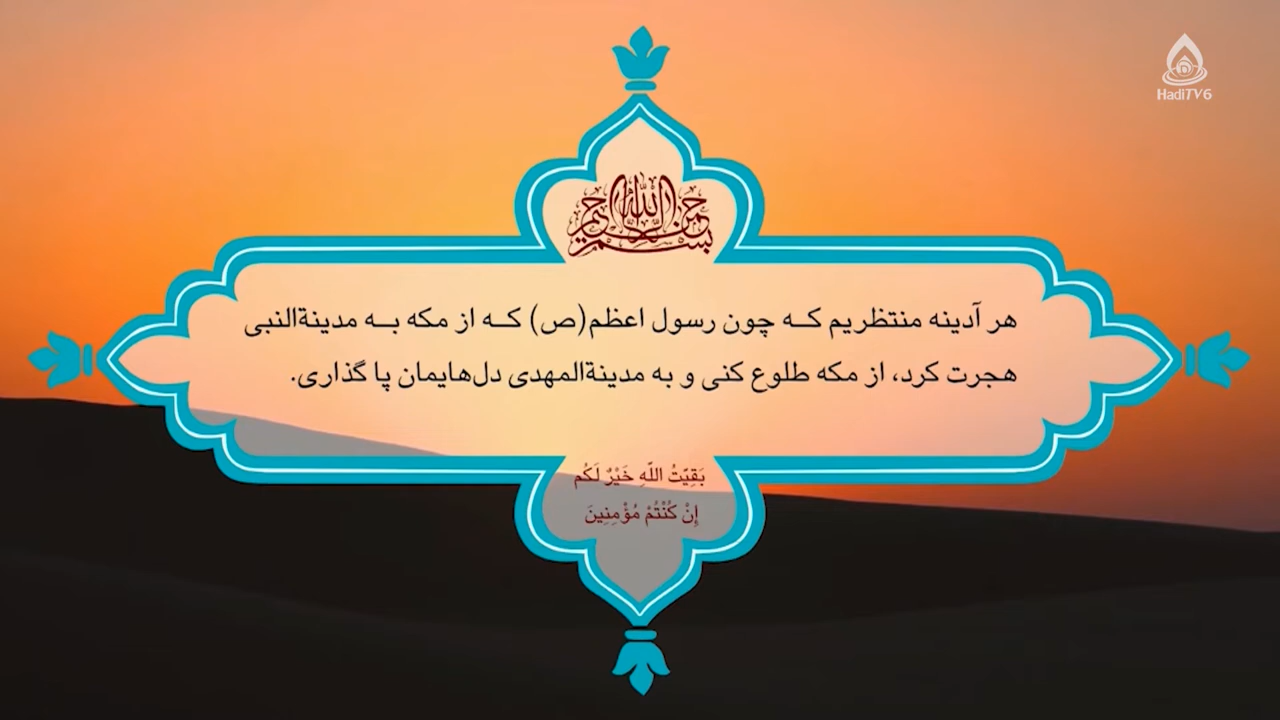 HadiTV6
بسم الله الرحمن الرحیم
هر آدینه منتظریم که چون رسول اعظم(ص) که از مکه به مدینةالنبی
هجرت کرد، از مکه طلوع کنی و به مدینةالمهدی دل‌هایمان پا گذاری.
بَقِيَّتُ اللّهِ خَيْرٌ لَكُم
إِنْ كُنْتُمْ مُؤْمِنِينَ